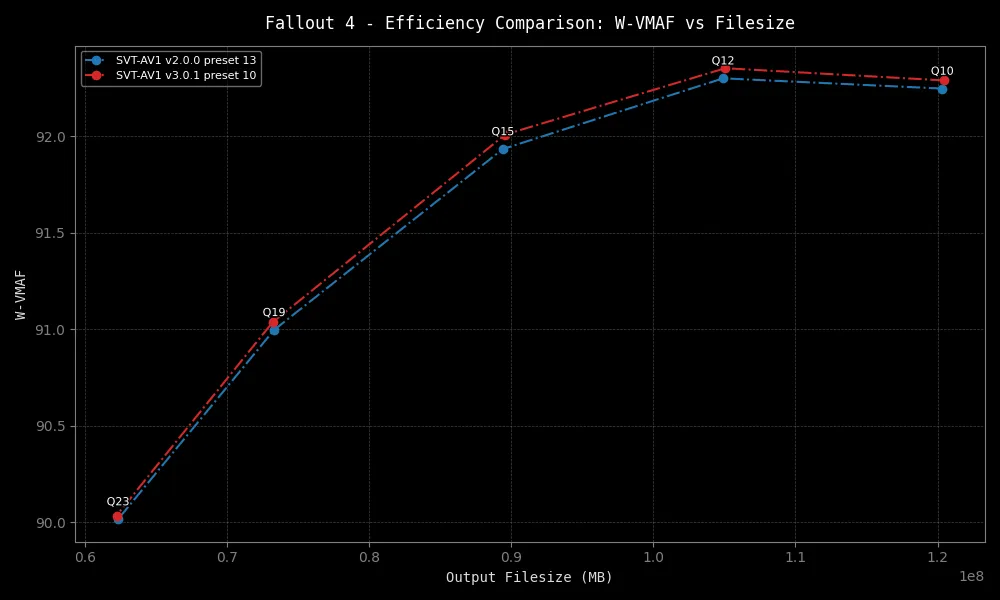 Fallout 4 - Efficiency Comparison: W-VMAF vs Filesize
SVT-AV1 v2.0.0 preset 13
SVT-AV1 v3.0.1 preset 10
Q12
Q10
Q15
Q19
Q23
92.0
91.5
91.0
90.5
90.0
W-VMAF
0.6 0.7 0.8 0.9 1.0 1.1 1.2
1e8
Output Filesize (MB)